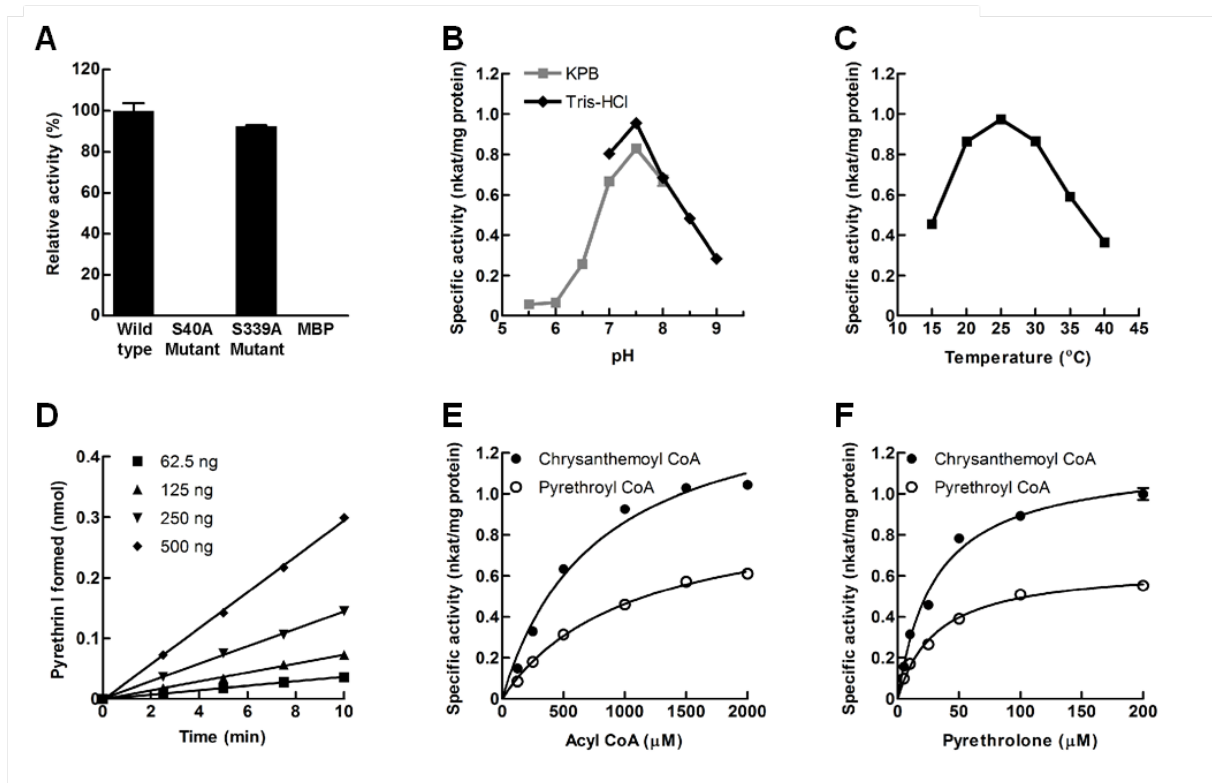 A
Relative activity (%)
120
100
80
60
40
20
0
Wild type
S40A Mutant
S339A Mutant
MBP
B
Specific activity (nkat/mg protein)
KPB
Tris-HCl
1.2
1.0
0.8
0.6
0.4
0.2
0
5 6 7 8 9
pH
C
Specific activity (nkat/mg protein)
1.2
1.0
0.8
0.6
0.4
0.2
0
10 15 20 25 30 35 40 45
Temperature (°C)
D
Pyrethrin I formed (nmol)
0.4
0.3
0.2
0.1
0
62.5 ng
125 ng
250 ng
500 ng
0 2 4 6 8 10
Time (min)
E
Specific activity (nkat/mg protein)
Chrysanthemoyl CoA
Pyrethroyl CoA
1.2
1.0
0.8
0.6
0.4
0.2
0
0 500 1000 1500 2000
Acyl CoA (μM)
F
Specific activity (nkat/mg protein)
Chrysanthemoyl CoA
Pyrethroyl CoA
1.2
1.0
0.8
0.6
0.4
0.2
0
0 50 100 150 200
Pyrethrolone (μM)